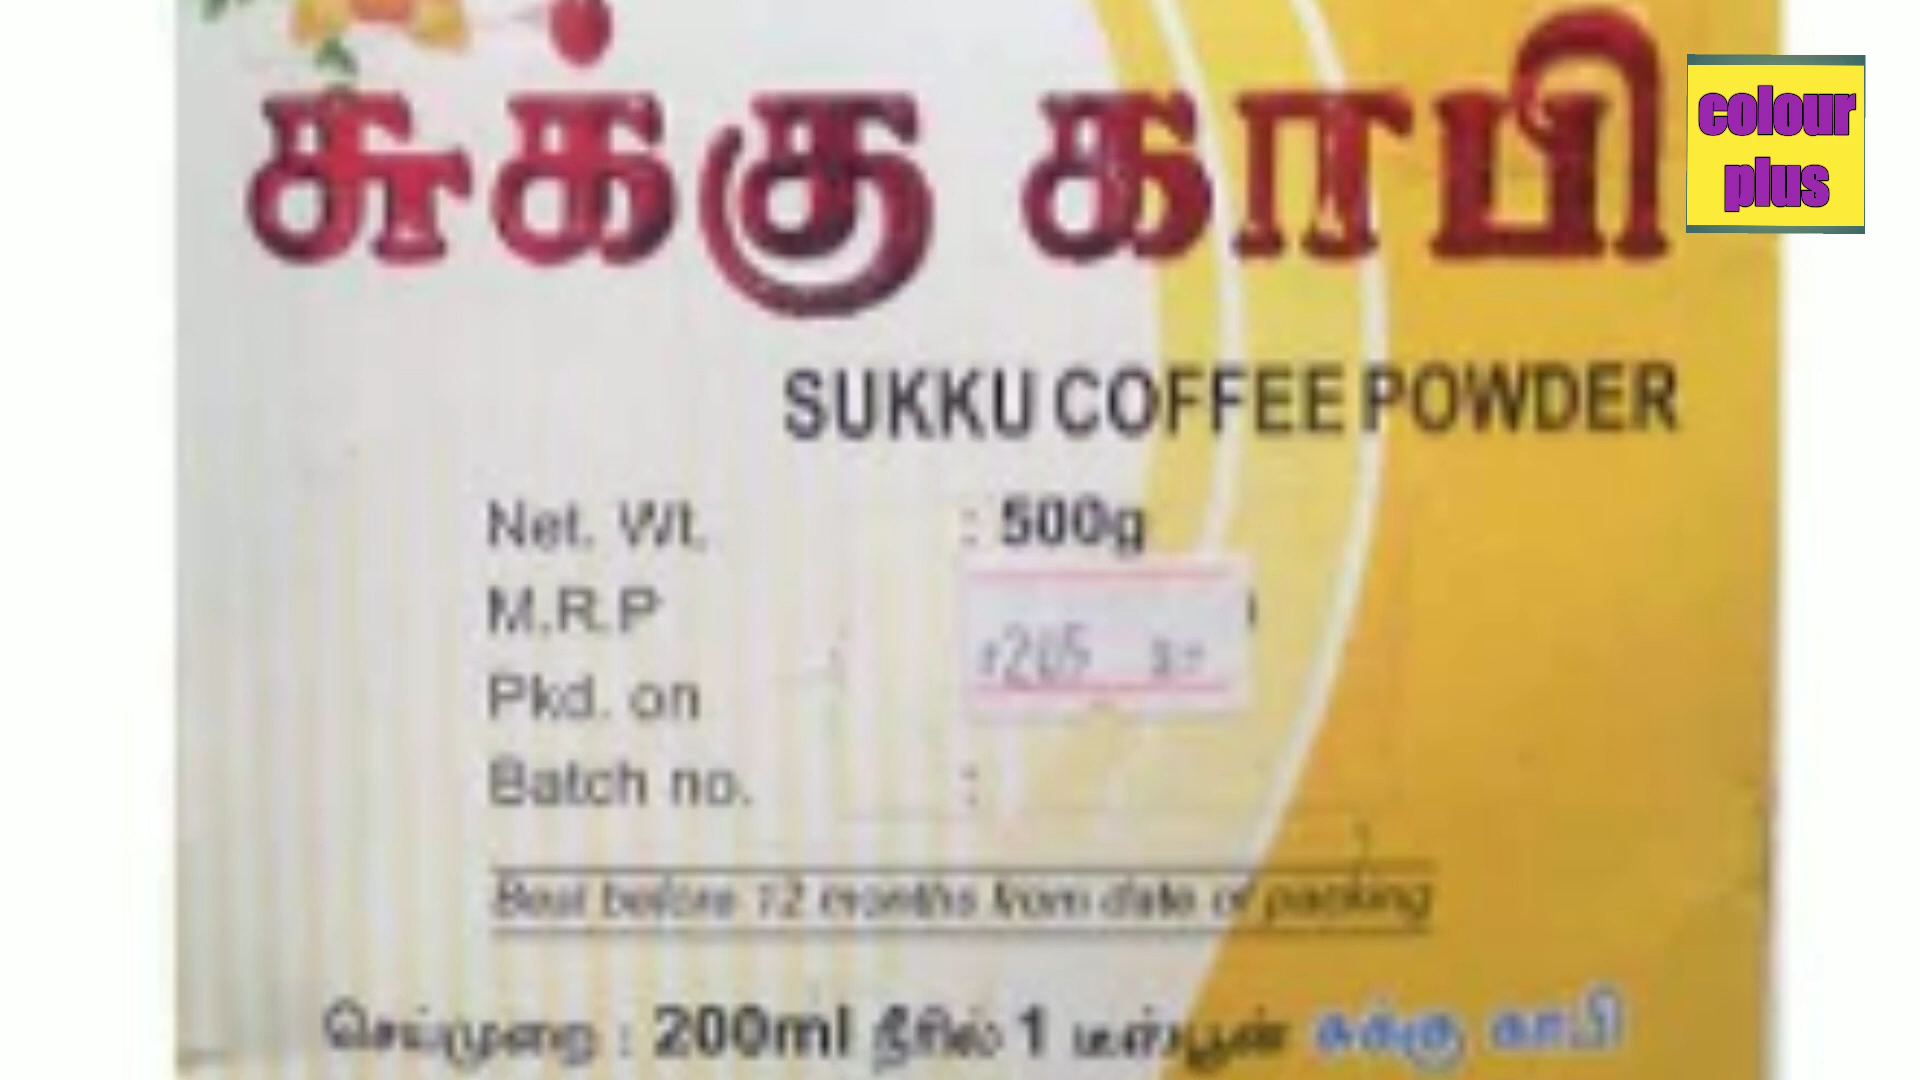 சுக்கு காபி
colour
plus
SUKKU COFFEE POWDER
Net. Wt. : 500g
M.R.P
Pkd. on
Batch no. :
Best before 12 months from date of packing
செய்முறை : 200ml நீரில் 1 டீஸ்பூன் சுக்கு காபி